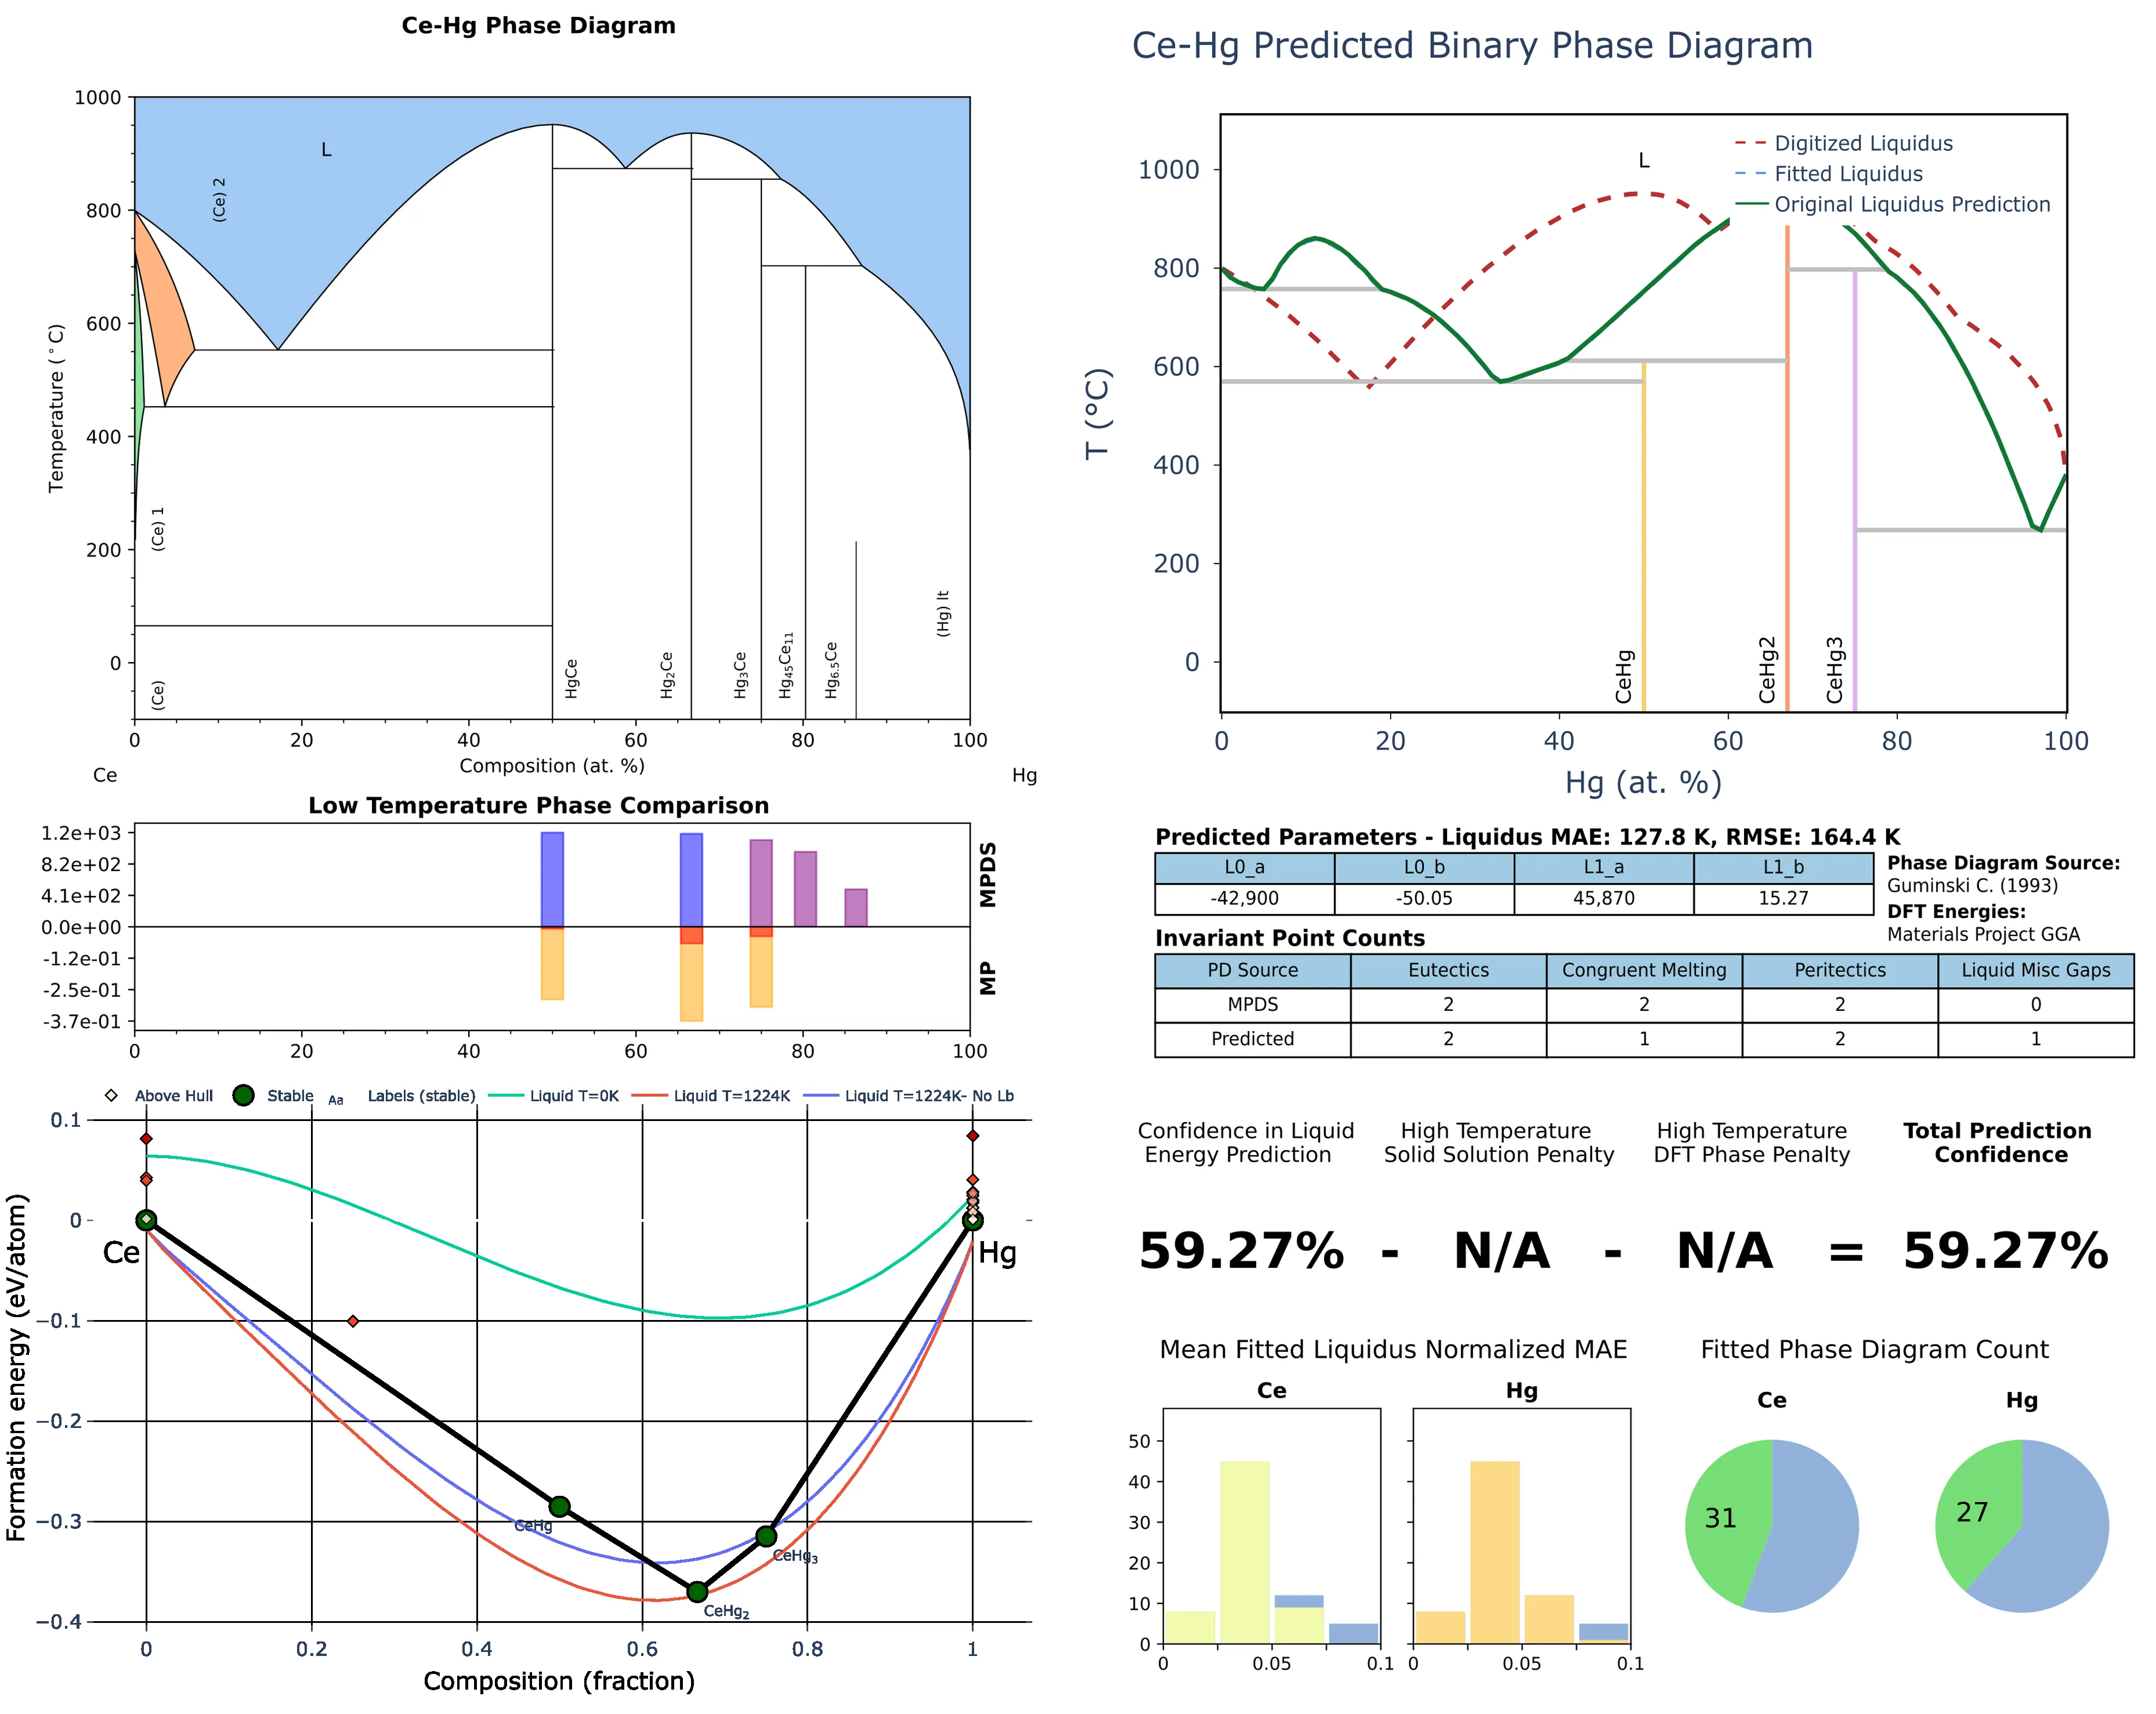 Ce-Hg Phase Diagram
1000
800
600
400
200
0
Temperature (°C)
L
(Ce) 2
(Ce) 1
(Ce)
HgCe
Hg2Ce
Hg3Ce
Hg45Ce11
Hg6.5Ce
(Hg) lt
0 20 40 60 80 100
Composition (at. %)
Ce Hg
Low Temperature Phase Comparison
1.2e+03
8.2e+02
4.1e+02
0.0e+00
-1.2e-01
-2.5e-01
-3.7e-01
MPDS
MP
0 20 40 60 80 100
Above Hull Stable Aa Labels (stable) Liquid T=0K Liquid T=1224K Liquid T=1224K- No Lb
0.1
0
−0.1
−0.2
−0.3
−0.4
Formation energy (eV/atom)
Ce
Hg
CeHg
CeHg3
CeHg2
0 0.2 0.4 0.6 0.8 1
Composition (fraction)
Ce-Hg Predicted Binary Phase Diagram
1000
800
600
400
200
0
T (°C)
L
Digitized Liquidus
Fitted Liquidus
Original Liquidus Prediction
CeHg
CeHg2
CeHg3
0 20 40 60 80 100
Hg (at. %)
Predicted Parameters - Liquidus MAE: 127.8 K, RMSE: 164.4 K
L0_a L0_b L1_a L1_b
-42,900 -50.05 45,870 15.27
Phase Diagram Source:
Guminski C. (1993)
DFT Energies:
Materials Project GGA
Invariant Point Counts
PD Source Eutectics Congruent Melting Peritectics Liquid Misc Gaps
MPDS 2 2 2 0
Predicted 2 1 2 1
Confidence in Liquid
Energy Prediction
High Temperature
Solid Solution Penalty
High Temperature
DFT Phase Penalty
Total Prediction
Confidence
59.27% - N/A - N/A = 59.27%
Mean Fitted Liquidus Normalized MAE
Ce
Hg
50
40
30
20
10
0
0 0.05 0.1
0 0.05 0.1
Fitted Phase Diagram Count
Ce
Hg
31
27